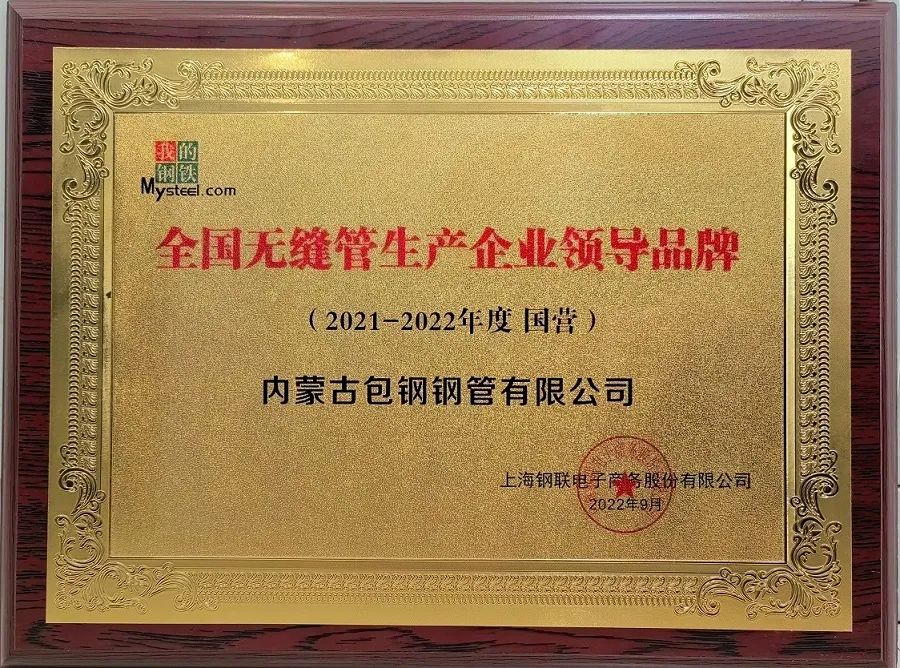 我的
钢铁
Mysteel.com
全国无缝管生产企业领导品牌
（2021-2022年度 国营）
内蒙古包钢钢管有限公司
上海钢联电子商务股份有限公司
2022年9月